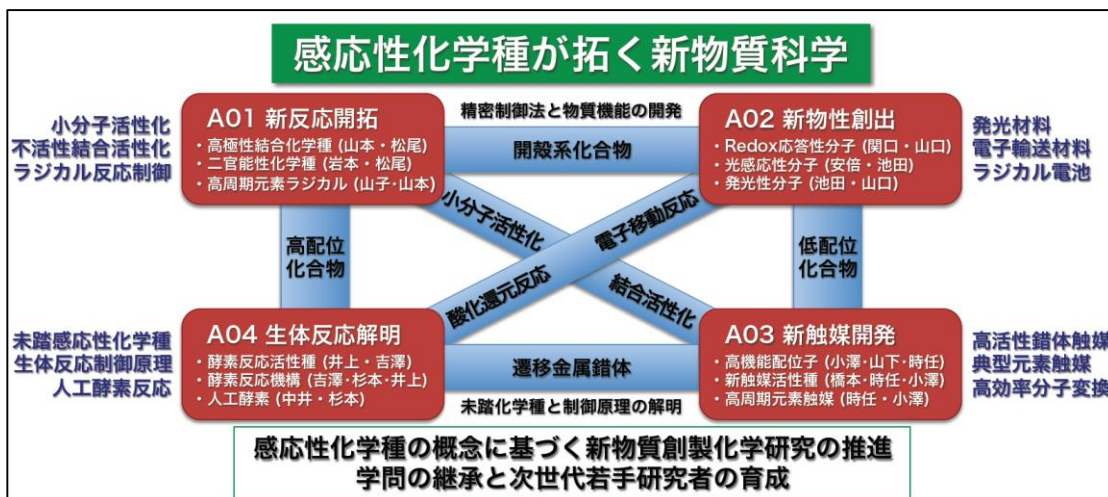 感応性化学種が拓く新物質科学
小分子活性化
不活性結合活性化
ラジカル反応制御
A01 新反応開拓
・高極性結合化学種 (山本・松尾)
・二官能性化学種 (岩本・松尾)
・高周期元素ラジカル (山子・山本)
精密制御法と物質機能の開発
開殻系化合物
A02 新物性創出
・Redox応答性分子 (関口・山口)
・光感応性分子 (安倍・池田)
・発光性分子 (池田・山口)
発光材料
電子輸送材料
ラジカル電池
高配位
化合物
小分子活性化
結合活性化
電子移動反応
酸化還元反応
低配位
化合物
未踏感応性化学種
生体反応制御原理
人工酵素反応
A04 生体反応解明
・酵素反応活性種 (井上・吉澤)
・酵素反応機構 (吉澤・杉本・井上)
・人工酵素 (中井・杉本)
遷移金属錯体
未踏化学種と制御原理の解明
A03 新触媒開発
・高機能配位子 (小澤・山下・時任)
・新触媒活性種 (橋本・時任・小澤)
・高周期元素触媒 (時任・小澤)
高活性錯体触媒
典型元素触媒
高効率分子変換
感応性化学種の概念に基づく新物質創製化学研究の推進
学問の継承と次世代若手研究者の育成